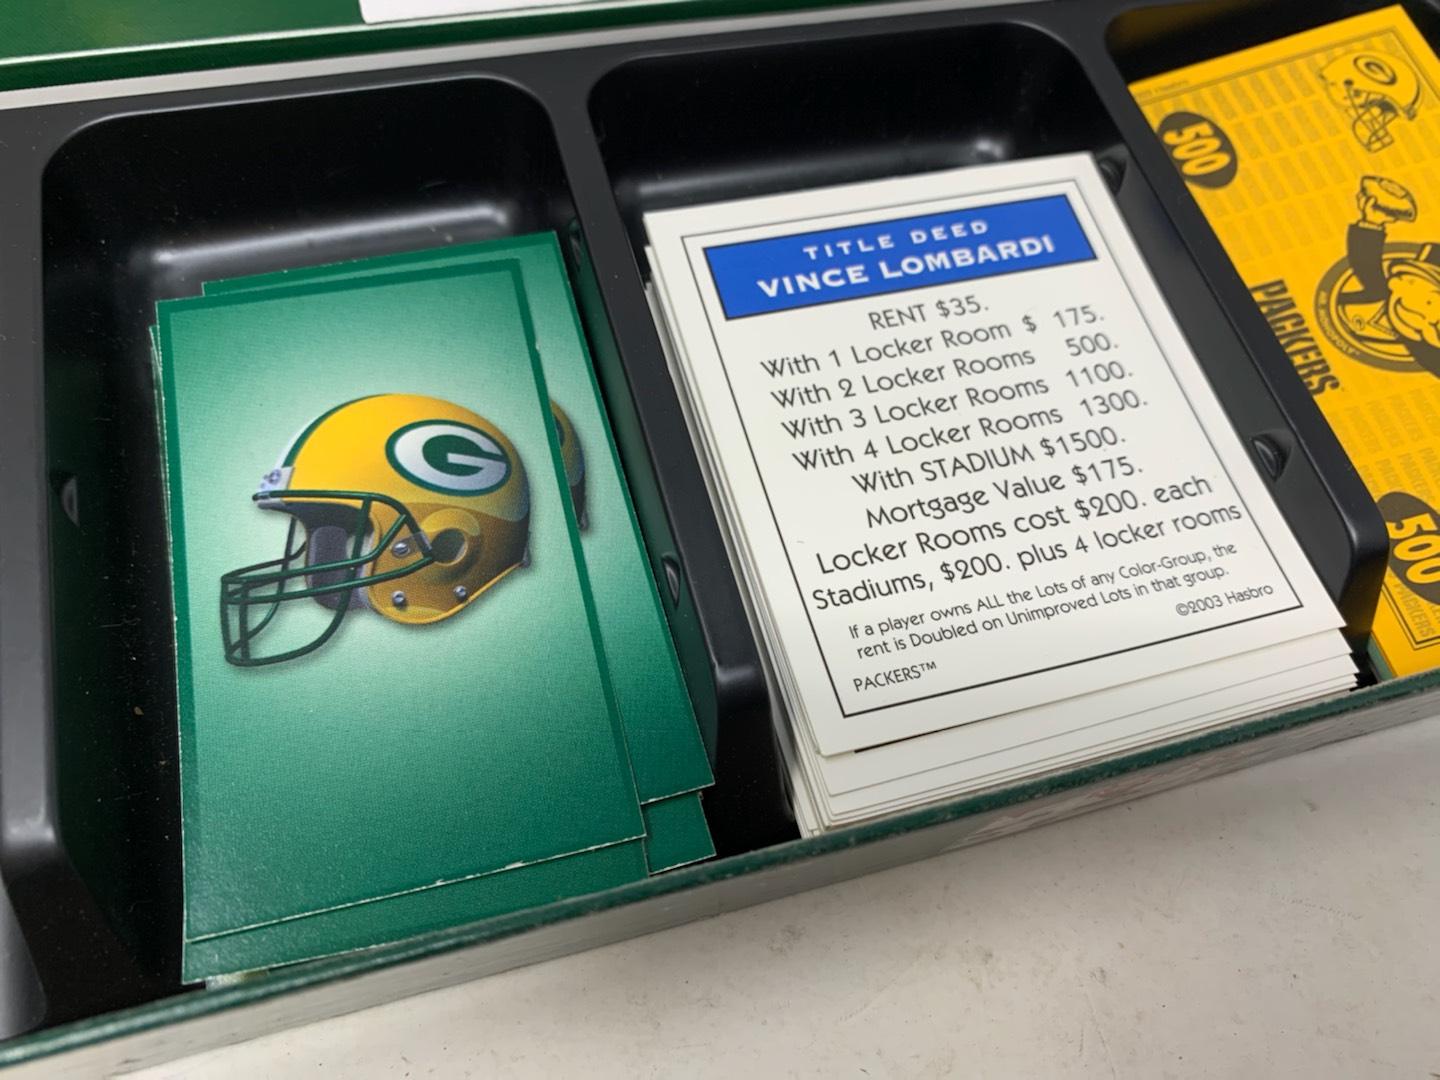 TITLE DEED
VINCE LOMBARDI
RENT $35.
With 1 Locker Room $ 175.
With 2 Locker Rooms 500.
With 3 Locker Rooms 1100.
With 4 Locker Rooms 1300.
With STADIUM $1500.
Mortgage Value $175.
Locker Rooms cost $200. each
Stadiums, $200. plus 4 locker rooms
If a player owns ALL the Lots of any Color-Group, the
rent is Doubled on Unimproved Lots in that group.
©2003 Hasbro
PACKERS™
G
500
PACKERS
500